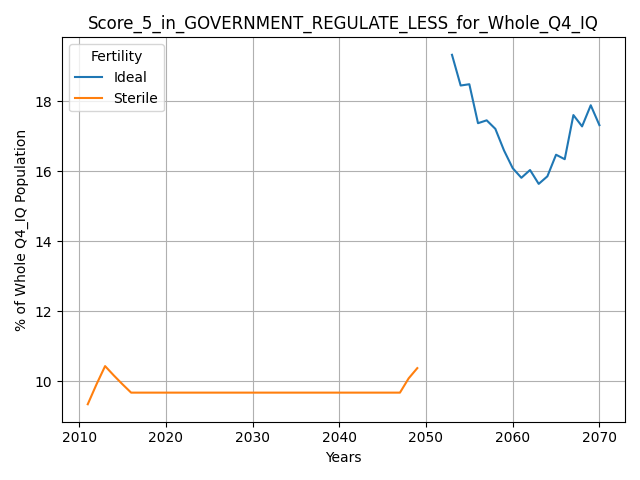 Score_5_in_GOVERNMENT_REGULATE_LESS_for_Whole_Q4_IQ
Fertility
Ideal
Sterile
% of Whole Q4_IQ Population
18
16
14
12
10
2010 2020 2030 2040 2050 2060 2070
Years